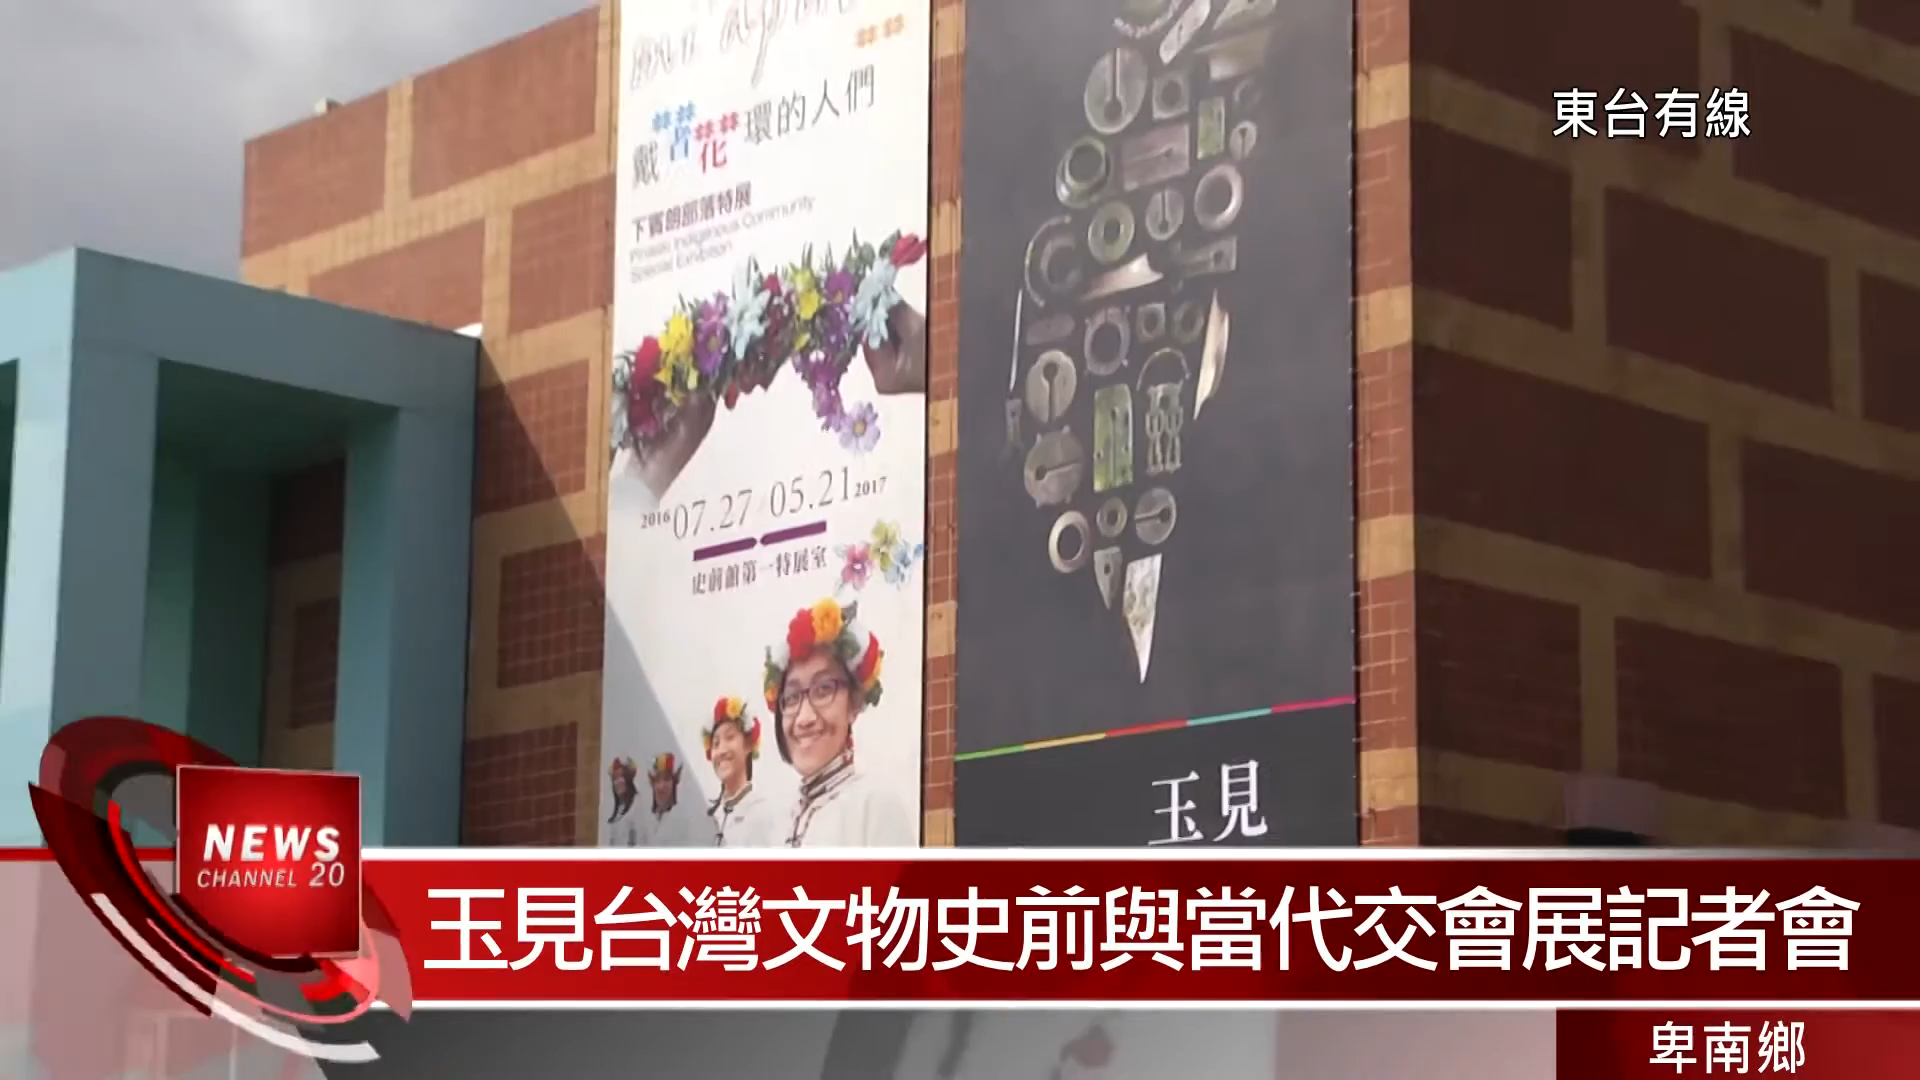 東台有線
戴著花環的人們
下賓朗部落特展
Pinaski Indigenous Community
Special Exhibition
2016 07.27 / 05.21 2017
史前館第一特展室
玉見
NEWS
CHANNEL 20
玉見台灣文物史前與當代交會展記者會
卑南鄉